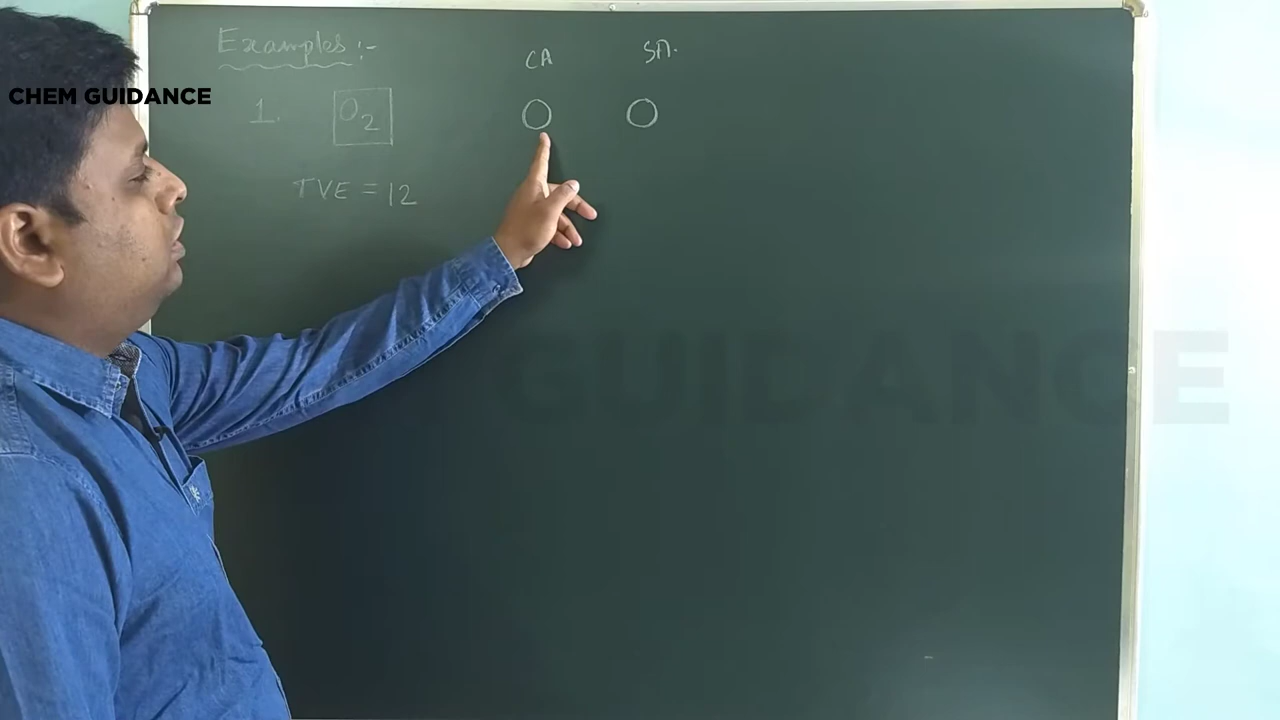 Examples :-
CA SA.
CHEM GUIDANCE
1. O2 O O
TVE = 12
GUIDANCE